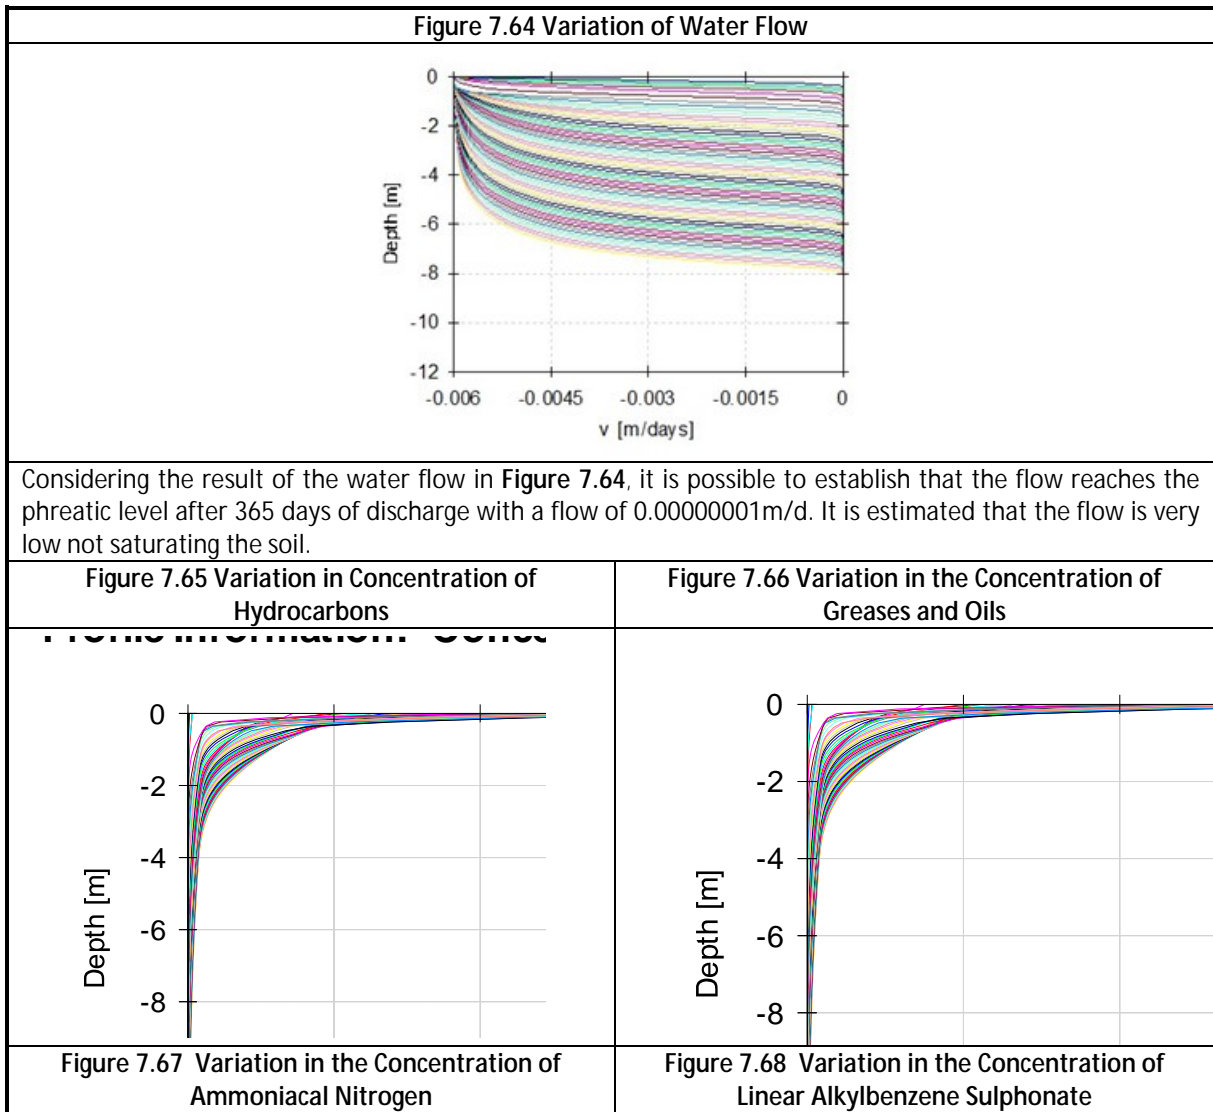 Figure 7.64 Variation of Water Flow
0
-2
-4
-6
-8
-10
-12
Depth [m]
-0.006 -0.0045 -0.003 -0.0015 0
v [m/days]
Considering the result of the water flow in Figure 7.64, it is possible to establish that the flow reaches the
phreatic level after 365 days of discharge with a flow of 0.00000001m/d. It is estimated that the flow is very
low not saturating the soil.
Figure 7.65 Variation in Concentration of
Hydrocarbons
Figure 7.66 Variation in the Concentration of
Greases and Oils
0
-2
-4
-6
-8
Depth [m]
0
-2
-4
-6
-8
Depth [m]
Figure 7.67 Variation in the Concentration of
Ammoniacal Nitrogen
Figure 7.68 Variation in the Concentration of
Linear Alkylbenzene Sulphonate